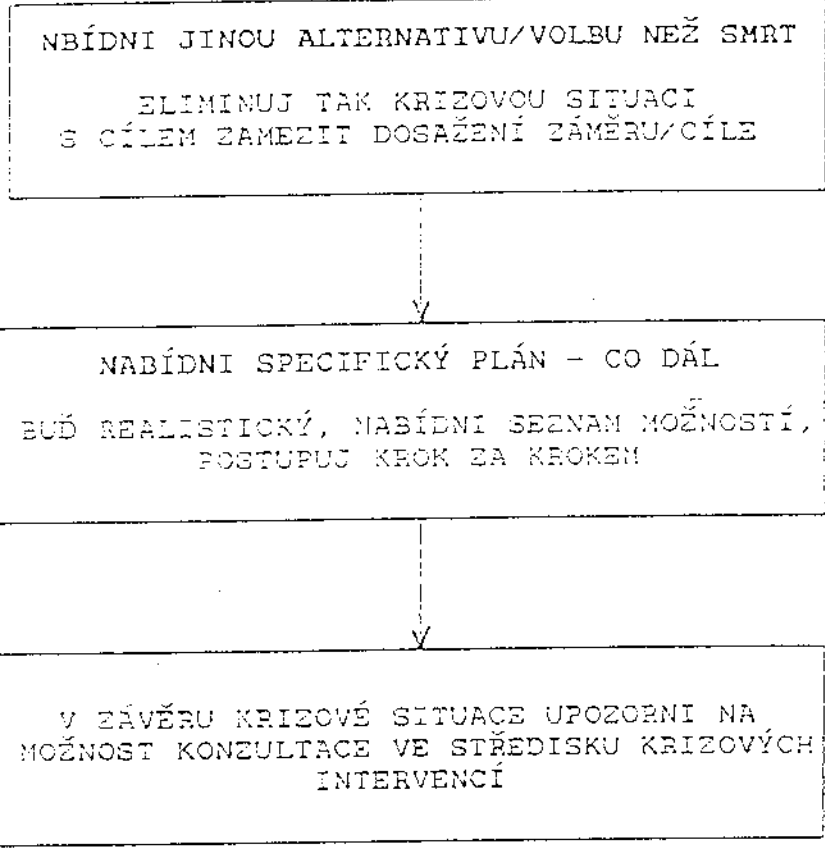 NBÍDNI JINOU ALTERNATIVU/VOLBU NEŽ SMRT
ELIMINUJ TAK KRIZOVOU SITUACI
S CÍLEM ZAMEZIT DOSAŽENÍ ZÁMĚRU/CÍLE
NABÍDNI SPECIFICKÝ PLÁN - CO DÁL
BUĎ REALISTICKÝ, NABÍDNI SEZNAM MOŽNOSTÍ,
POSTUPUJ KROK ZA KROKEM
V ZÁVĚRU KRIZOVÉ SITUACE UPOZORNI NA
MOŽNOST KONZULTACE VE STŘEDISKU KRIZOVÝCH
INTERVENCÍ